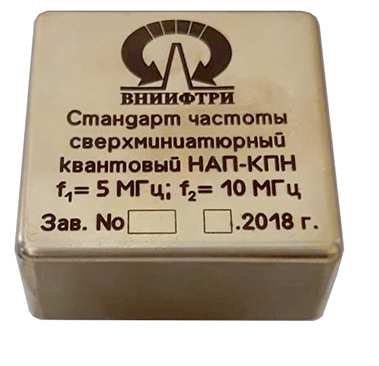 ВНИИФТРИ
Стандарт частоты
сверхминиатюрный
квантовый НАП-КПН
f₁= 5 МГц; f₂= 10 МГц
Зав. No .2018 г.